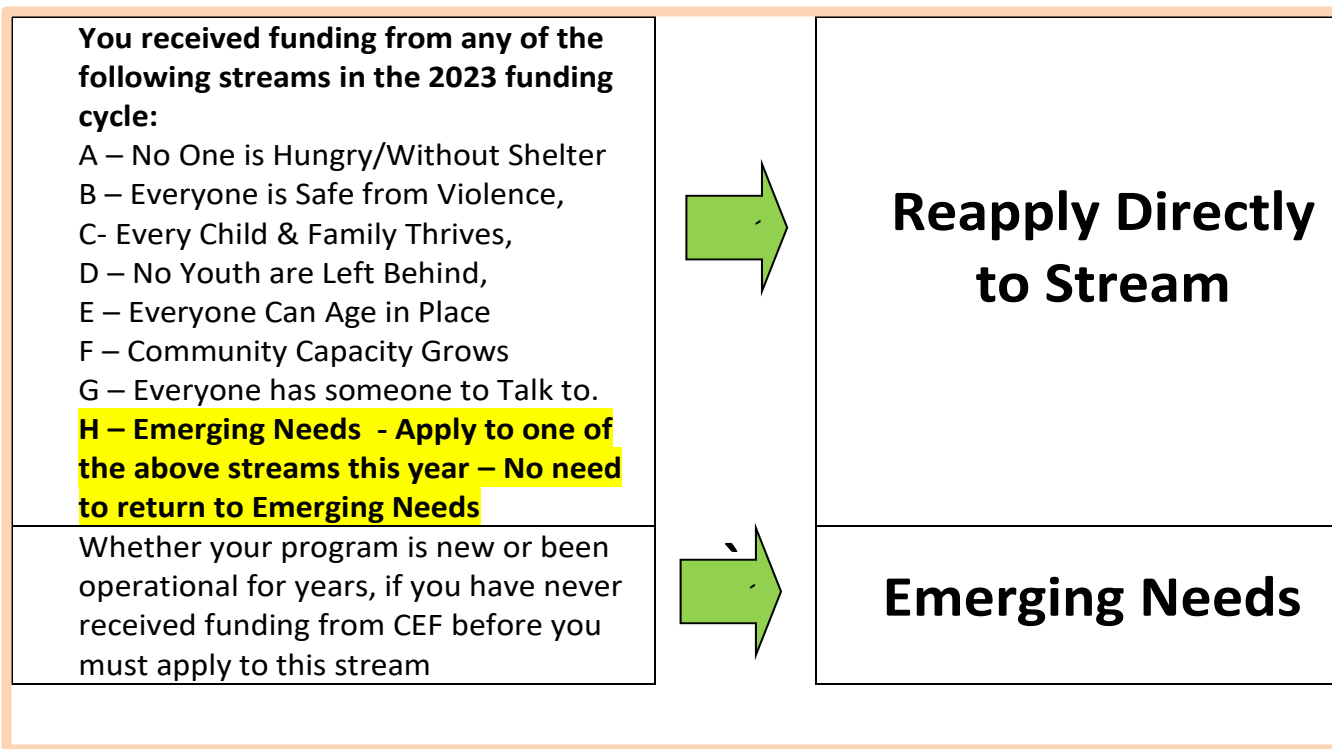 You received funding from any of the
following streams in the 2023 funding
cycle:
A – No One is Hungry/Without Shelter
B – Everyone is Safe from Violence,
C- Every Child & Family Thrives,
D – No Youth are Left Behind,
E – Everyone Can Age in Place
F – Community Capacity Grows
G – Everyone has someone to Talk to.
H – Emerging Needs  - Apply to one of
the above streams this year – No need
to return to Emerging Needs
Reapply Directly
to Stream
Whether your program is new or been
operational for years, if you have never
received funding from CEF before you
must apply to this stream
Emerging Needs